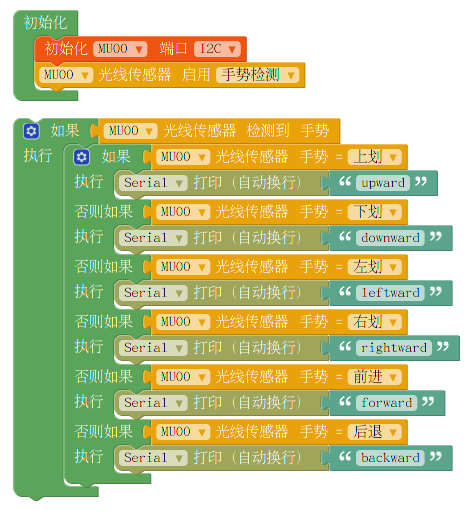 初始化
初始化 MU00 ▾ 端口 I2C ▾
MU00 ▾ 光线传感器 启用 手势检测 ▾
如果 MU00 ▾ 光线传感器 检测到 手势
执行 如果 MU00 ▾ 光线传感器 手势 = 上划 ▾
执行 Serial ▾ 打印（自动换行） “ upward ”
否则如果 MU00 ▾ 光线传感器 手势 = 下划 ▾
执行 Serial ▾ 打印（自动换行） “ downward ”
否则如果 MU00 ▾ 光线传感器 手势 = 左划 ▾
执行 Serial ▾ 打印（自动换行） “ leftward ”
否则如果 MU00 ▾ 光线传感器 手势 = 右划 ▾
执行 Serial ▾ 打印（自动换行） “ rightward ”
否则如果 MU00 ▾ 光线传感器 手势 = 前进 ▾
执行 Serial ▾ 打印（自动换行） “ forward ”
否则如果 MU00 ▾ 光线传感器 手势 = 后退 ▾
执行 Serial ▾ 打印（自动换行） “ backward ”